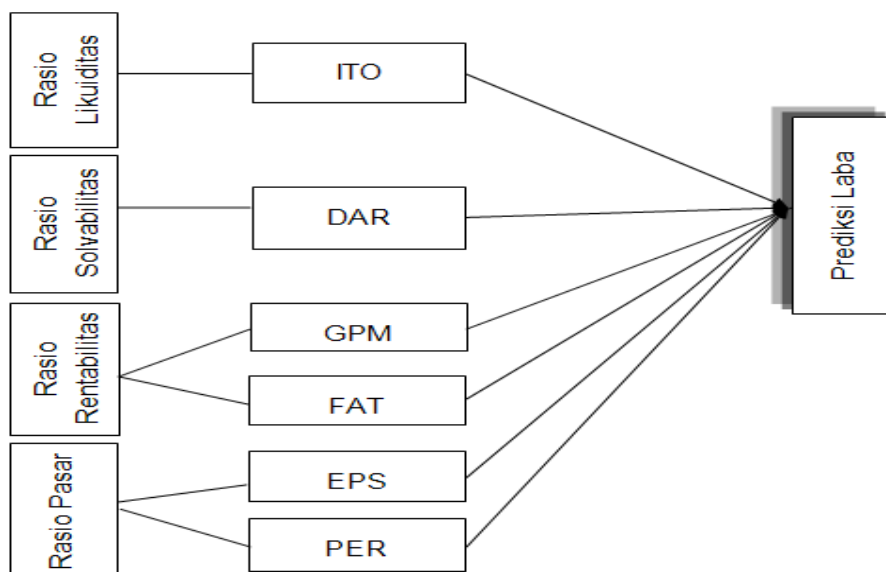 Rasio
Likuiditas
ITO
Rasio
Solvabilitas
DAR
Rasio
Rentabilitas
GPM
FAT
Rasio Pasar
EPS
PER
Prediksi Laba